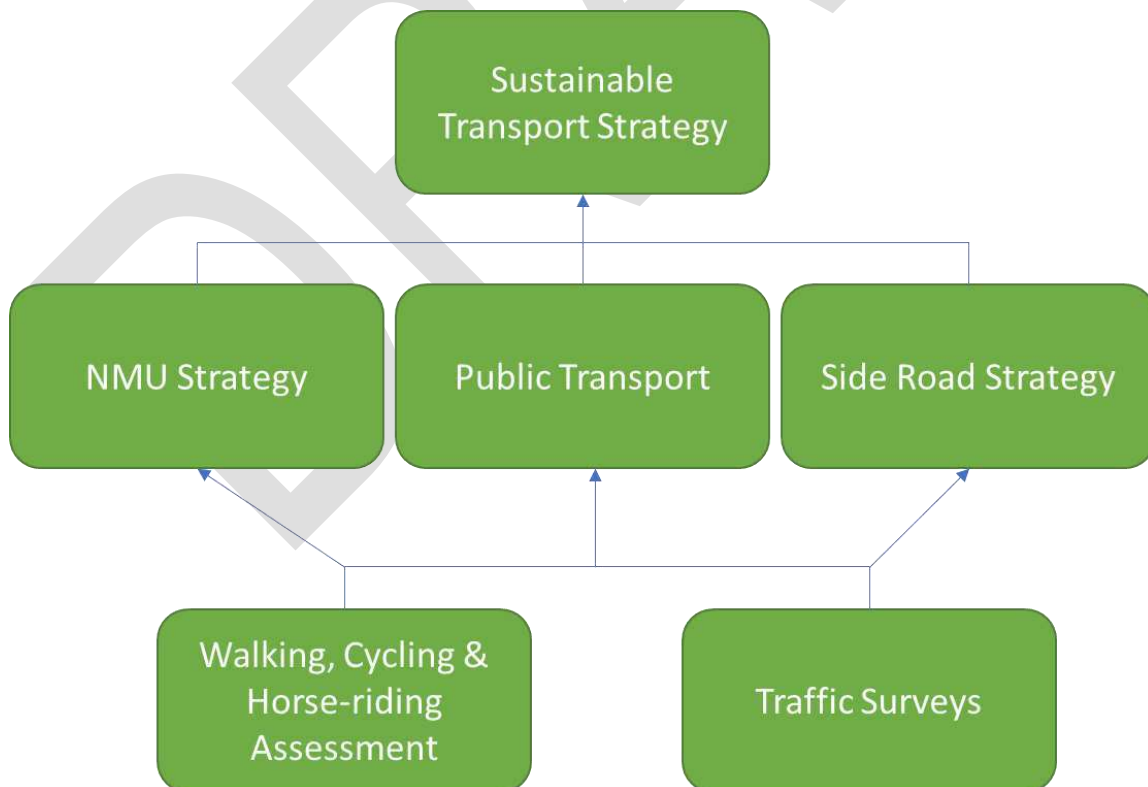 Sustainable
Transport Strategy
NMU Strategy
Public Transport
Side Road Strategy
Walking, Cycling &
Horse-riding
Assessment
Traffic Surveys